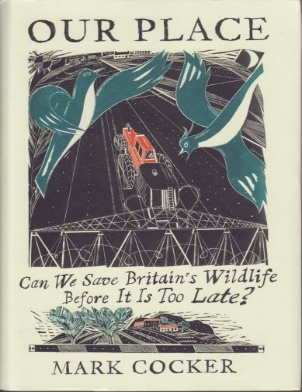 OUR PLACE
Can We Save Britain's Wildlife
Before It Is Too Late?
MARK COCKER